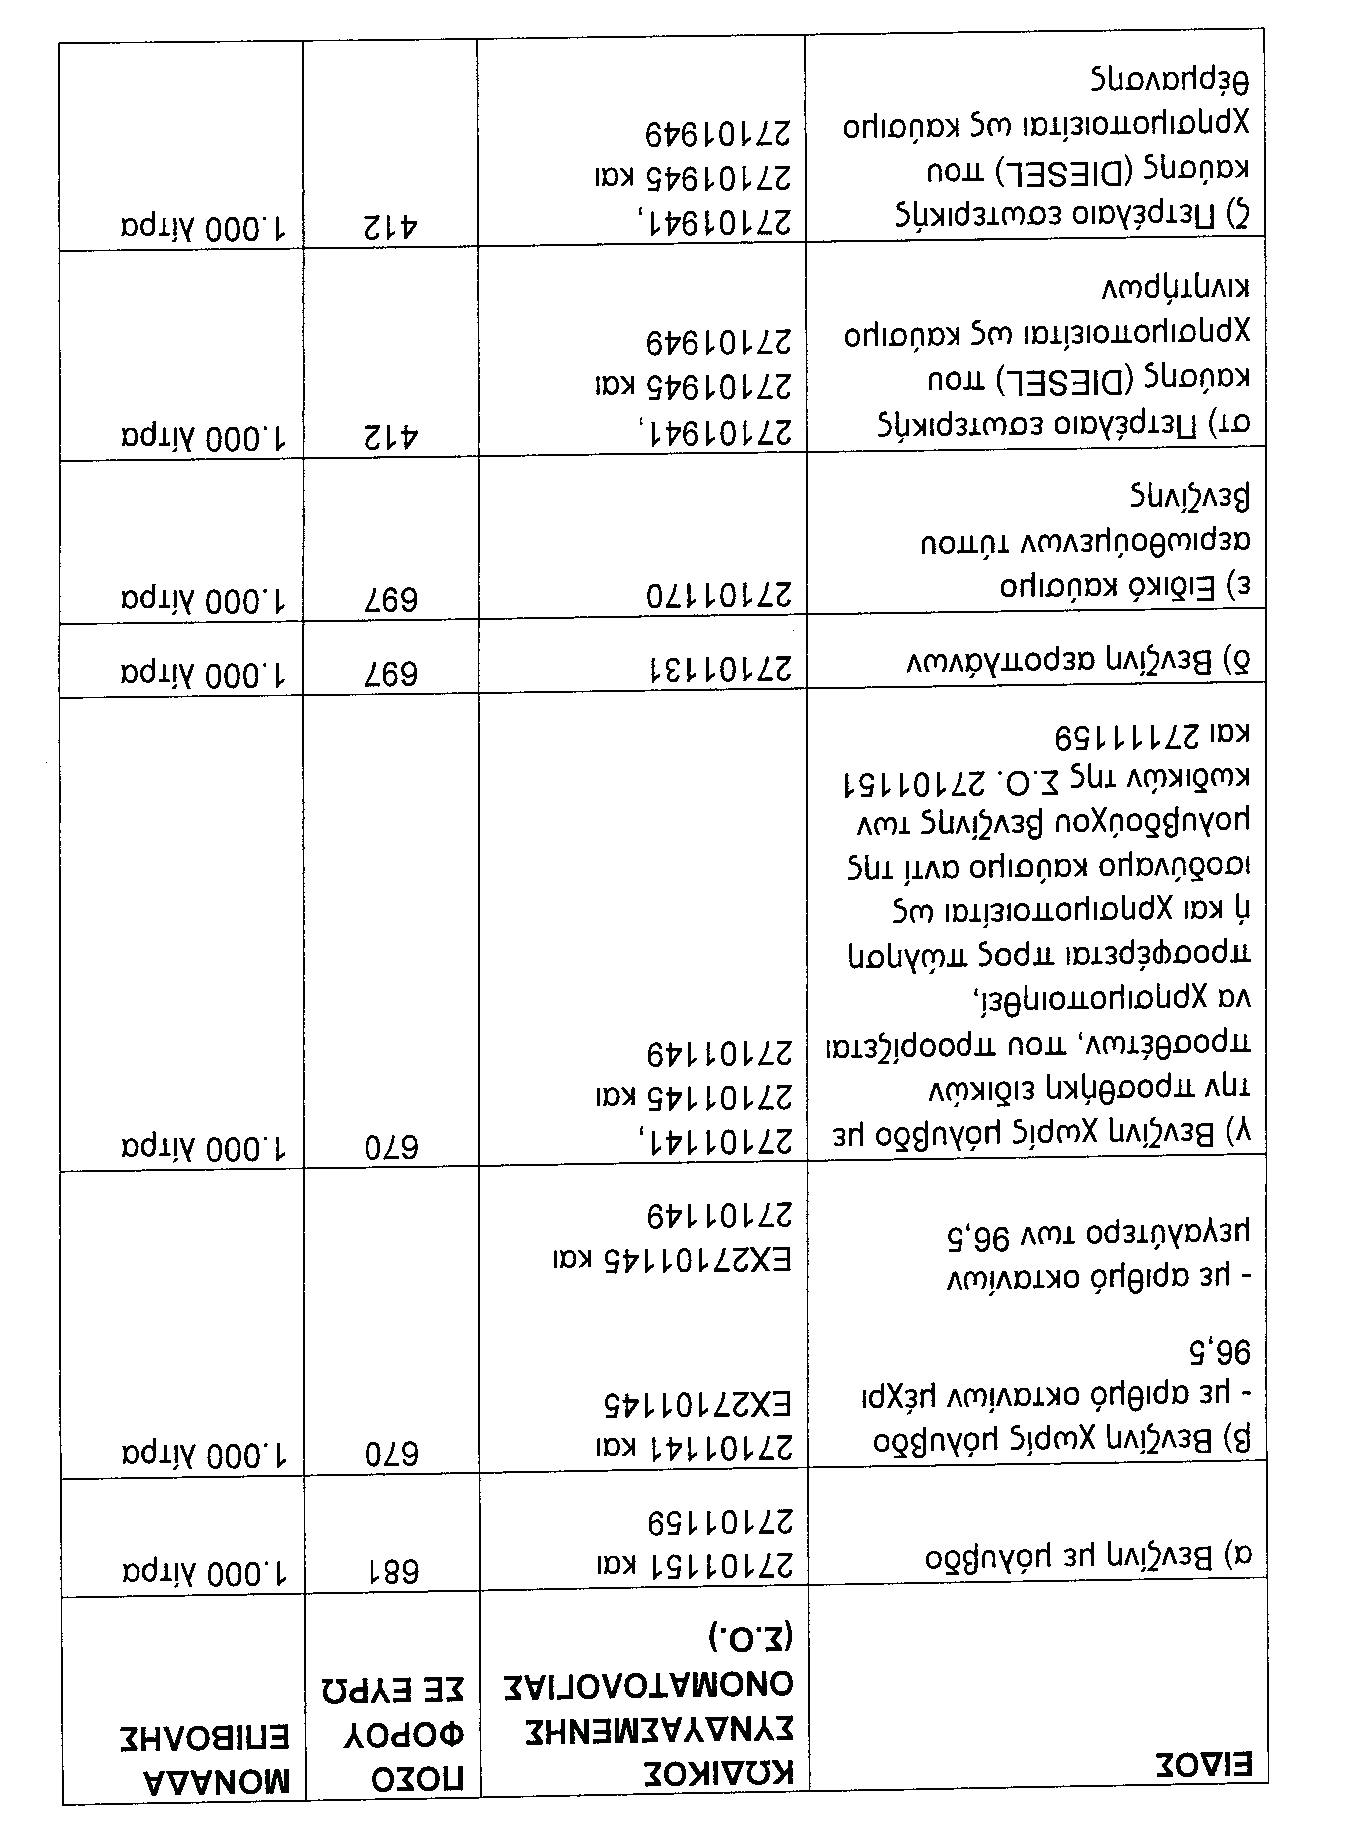 ΕΙΔΟΣ
ΚΩΔΙΚΟΣ
ΣΥΝΔΥΑΣΜΕΝΗΣ
ΟΝΟΜΑΤΟΛΟΓΙΑΣ
(Σ.Ο.)
ΠΟΣΟ
ΦΟΡΟΥ
ΣΕ ΕΥΡΩ
ΜΟΝΑΔΑ
ΕΠΙΒΟΛΗΣ
α) Βενζίνη με μόλυβδο
27101151 και
27101159
681
1.000 λίτρα
β) Βενζίνη χωρίς μόλυβδο
- με αριθμό οκτανίων μέχρι
96,5
- με αριθμό οκτανίων
μεγαλύτερο των 96,5
27101141 και
EX27101145
EX27101145 και
27101149
670
1.000 λίτρα
γ) Βενζίνη χωρίς μόλυβδο με
την προσθήκη ειδικών
προσθέτων, που προορίζεται
να χρησιμοποιηθεί,
προσφέρεται προς πώληση
ή και χρησιμοποιείται ως
ισοδύναμο καύσιμο αντί της
μολυβδούχου βενζίνης των
κωδικών της Σ.Ο. 27101151
και 27111159
27101141,
27101145 και
27101149
670
1.000 λίτρα
δ) Βενζίνη αεροπλάνων
27101131
697
1.000 λίτρα
ε) Ειδικό καύσιμο
αεριωθούμενων τύπου
βενζίνης
27101170
697
1.000 λίτρα
στ) Πετρέλαιο εσωτερικής
καύσης (DIESEL) που
χρησιμοποιείται ως καύσιμο
κινητήρων
27101941,
27101945 και
27101949
412
1.000 λίτρα
ζ) Πετρέλαιο εσωτερικής
καύσης (DIESEL) που
χρησιμοποιείται ως καύσιμο
θέρμανσης
27101941,
27101945 και
27101949
412
1.000 λίτρα